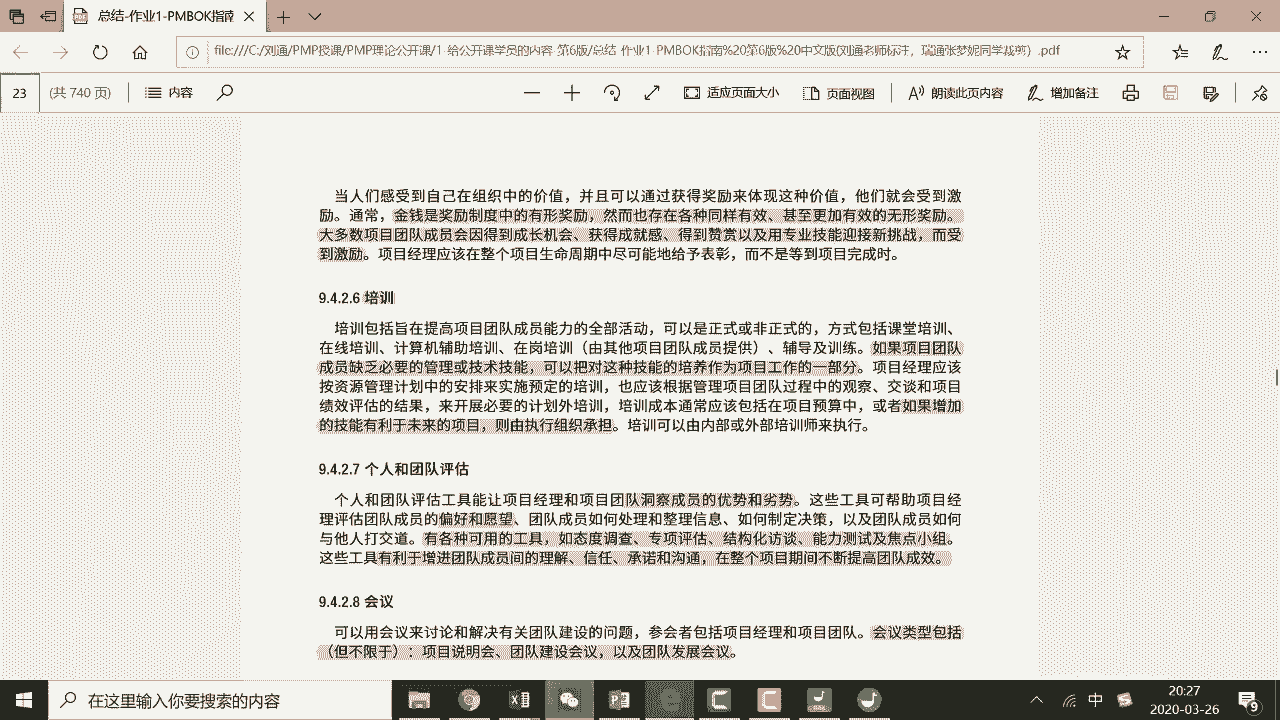 总结-作业1-PMBOK指南
file:///C:/刘通/PMP授课/PMP理论公开课/1-给公开课学员的内容-第6版/总结-作业1-PMBOK指南%20第6版%20中文版(刘通老师标注，瑞通张梦妮同学裁剪）.pdf
23 (共 740 页) 内容 适应页面大小 页面视图 朗读此页内容 增加备注
当人们感受到自己在组织中的价值，并且可以通过获得奖励来体现这种价值，他们就会受到激
励。通常，金钱是奖励制度中的有形奖励，然而也存在各种同样有效、甚至更加有效的无形奖励。
大多数项目团队成员会因得到成长机会、获得成就感、得到赞赏以及用专业技能迎接新挑战，而受
到激励。项目经理应该在整个项目生命周期中尽可能地给予表彰，而不是等到项目完成时。
9.4.2.6 培训
培训包括旨在提高项目团队成员能力的全部活动，可以是正式或非正式的，方式包括课堂培训、
在线培训、计算机辅助培训、在岗培训（由其他项目团队成员提供）、辅导及训练。如果项目团队
成员缺乏必要的管理或技术技能，可以把对这种技能的培养作为项目工作的一部分。项目经理应该
按资源管理计划中的安排来实施预定的培训，也应该根据管理项目团队过程中的观察、交谈和项目
绩效评估的结果，来开展必要的计划外培训，培训成本通常应该包括在项目预算中，或者如果增加
的技能有利于未来的项目，则由执行组织承担。培训可以由内部或外部培训师来执行。
9.4.2.7 个人和团队评估
个人和团队评估工具能让项目经理和项目团队洞察成员的优势和劣势。这些工具可帮助项目经
理评估团队成员的偏好和愿望、团队成员如何处理和整理信息、如何制定决策，以及团队成员如何
与他人打交道。有各种可用的工具，如态度调查、专项评估、结构化访谈、能力测试及焦点小组。
这些工具有利于增进团队成员间的理解、信任、承诺和沟通，在整个项目期间不断提高团队成效。
9.4.2.8 会议
可以用会议来讨论和解决有关团队建设的问题，参会者包括项目经理和项目团队。会议类型包括
（但不限于）：项目说明会、团队建设会议，以及团队发展会议。
在这里输入你要搜索的内容
中
20:27
2020-03-26
9